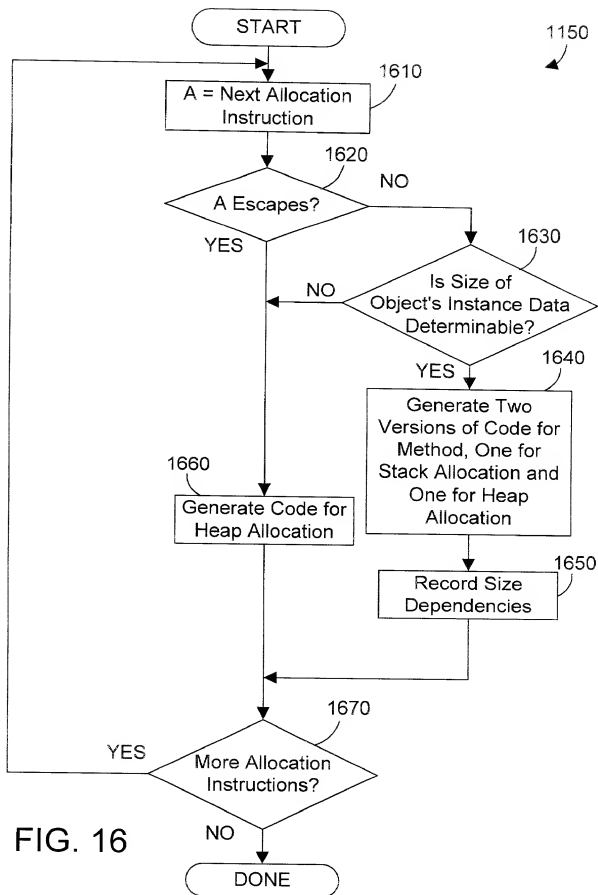 START
1150
1610
A = Next Allocation
Instruction
1620
A Escapes?
NO
YES
1630
Is Size of
Object's Instance Data
Determinable?
NO
YES
1640
Generate Two
Versions of Code for
Method, One for
Stack Allocation and
One for Heap
Allocation
1660
Generate Code for
Heap Allocation
1650
Record Size
Dependencies
1670
More Allocation
Instructions?
YES
NO
FIG. 16
DONE